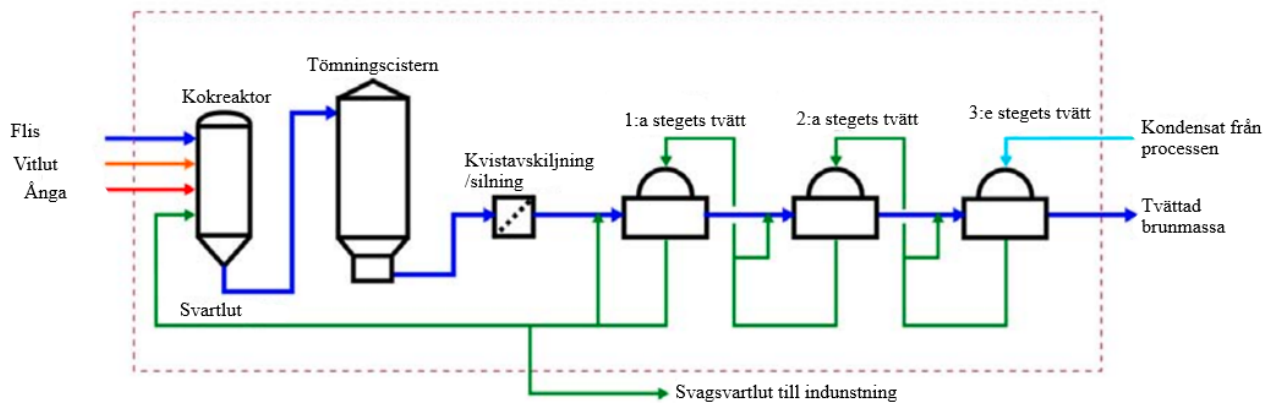 Tömningscistern
Kokreaktor
1:a stegets tvätt
2:a stegets tvätt
3:e stegets tvätt
Flis
Vitlut
Ånga
Kvistavskiljning
/silning
Kondensat från
processen
Tvättad
brunmassa
Svartlut
Svagsvartlut till indunstning